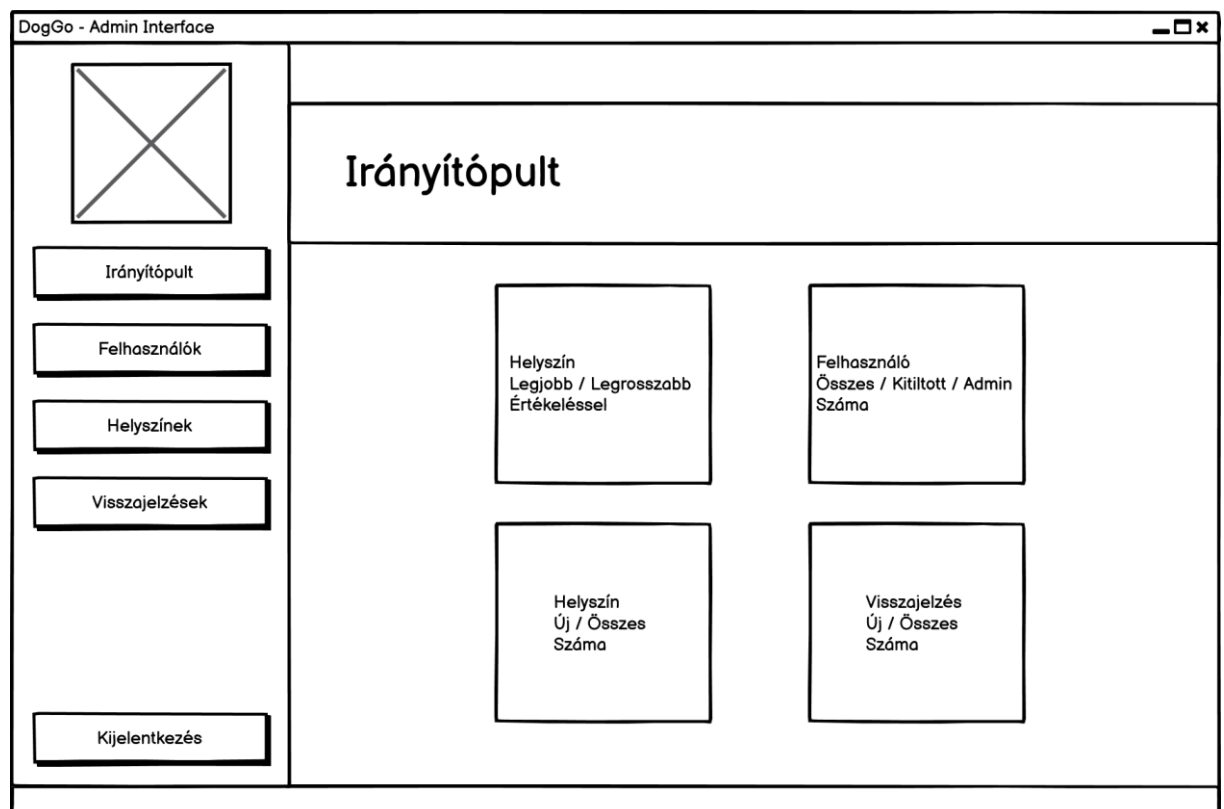 DogGo - Admin Interface
Irányítópult
Irányítópult
Felhasználók
Helyszínek
Visszajelzések
Kijelentkezés
Helyszín
Legjobb / Legrosszabb
Értékeléssel
Felhasználó
Összes / Kitiltott / Admin
Száma
Helyszín
Új / Összes
Száma
Visszajelzés
Új / Összes
Száma